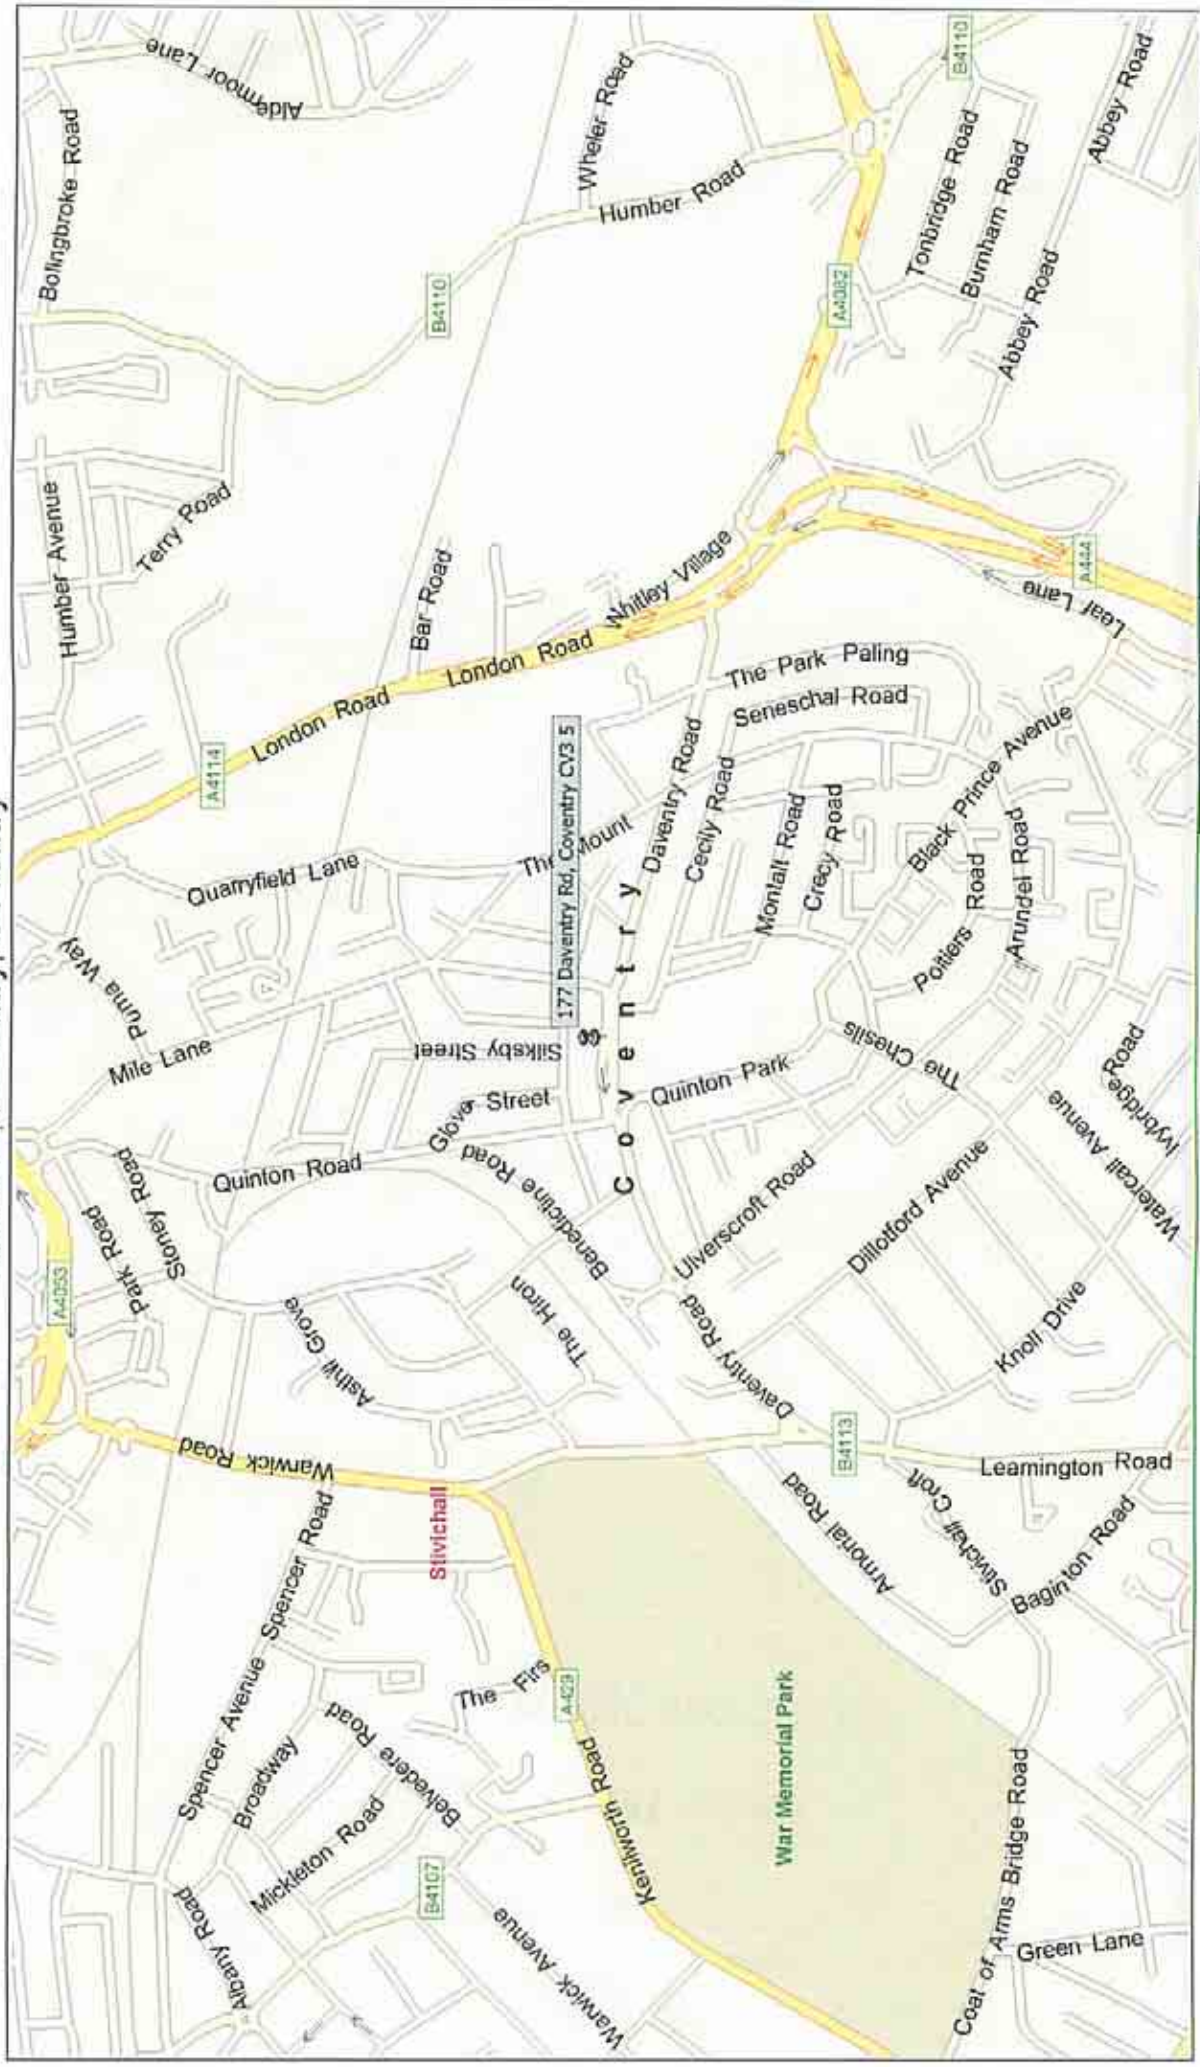 Aldermoor Lane
Bolingbroke Road
Wheler Road
Humber Road
B4110
B4110
Tonbridge Road
Burnham Road
Abbey Road
Abbey Road
A4082
Humber Avenue
Terry Road
Bar Road
London Road
London Road
Whitley Village
A4114
A444
Leaf Lane
The Park Paling
Seneschal Road
Daventry Road
Cecily Road
Montalt Road
Crecy Road
Black Prince Avenue
Poitiers Road
Arundel Road
Quarryfield Lane
The Mount
177 Daventry Rd, Coventry CV3 5
Coventry
Puma Way
Mile Lane
Silksby Street
Glover Street
Quinton Park
The Chesils
Ivybridge Road
Watercall Avenue
Quinton Road
Benedictine Road
Stoney Road
Park Road
A4053
Ulverscroft Road
Dillotford Avenue
Knoll Drive
The Hiron
Asthill Grove
Daventry Road
Warwick Road
B4113
Leamington Road
Stivichall
Stivichall Croft
Armorial Road
Baginton Road
Spencer Road
Spencer Avenue
The Firs
A429
Kenilworth Road
War Memorial Park
Broadway
Belvedere Road
Mickleton Road
B4107
Albany Road
Warwick Avenue
Coat of Arms Bridge Road
Green Lane